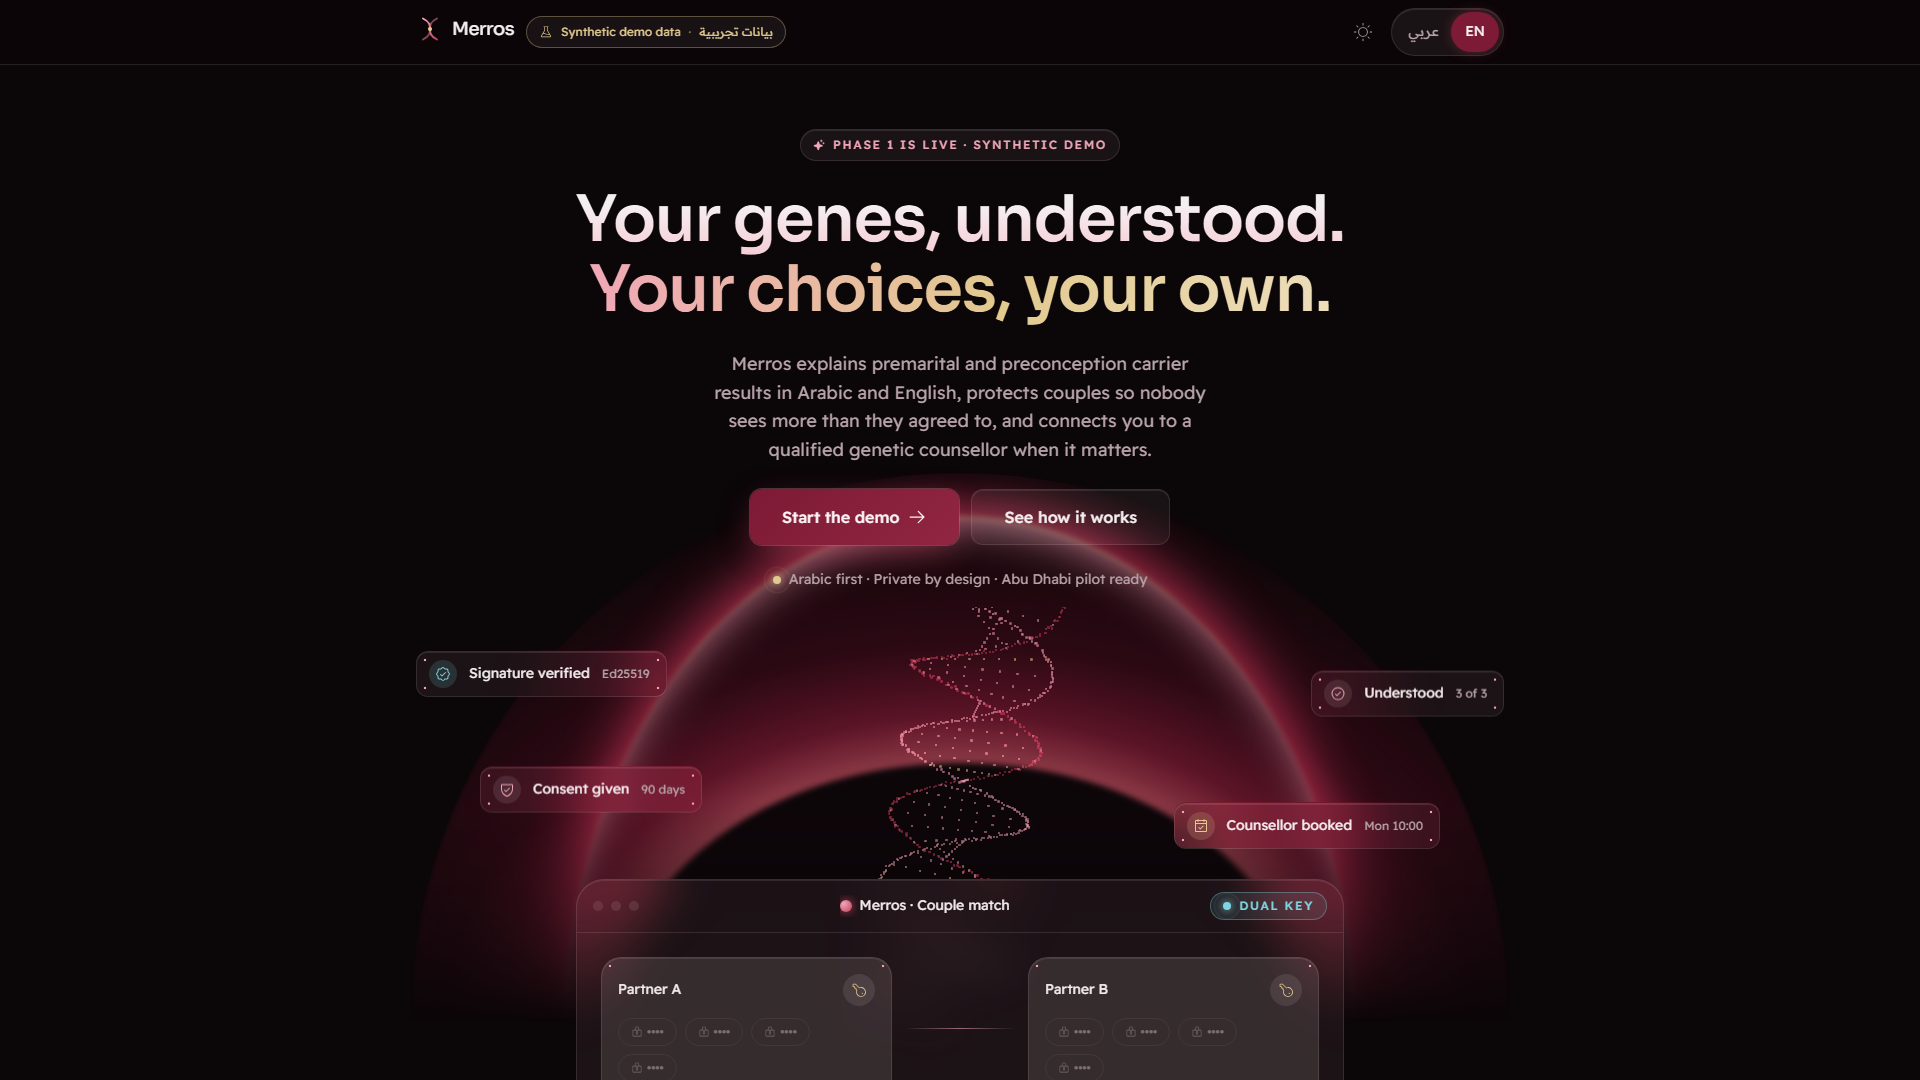 Merros
Synthetic demo data · بيانات تجريبية
عربي
EN
PHASE 1 IS LIVE · SYNTHETIC DEMO
Your genes, understood.
Your choices, your own.
Merros explains premarital and preconception carrier
results in Arabic and English, protects couples so nobody
sees more than they agreed to, and connects you to a
qualified genetic counsellor when it matters.
Start the demo →
See how it works
Arabic first · Private by design · Abu Dhabi pilot ready
Signature verified Ed25519
Understood 3 of 3
Consent given 90 days
Counsellor booked Mon 10:00
Merros · Couple match
DUAL KEY
Partner A
Partner B
•••• •••• ••••
•••• •••• ••••
••••
••••